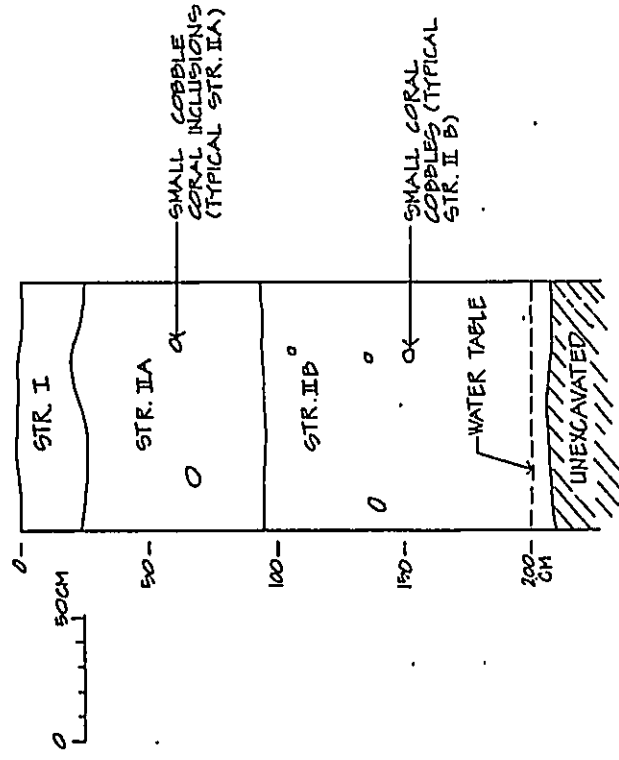 0
50CM
0-
50-
100-
150-
200-
CM
STR. I
STR. IIA
STR. IIB
WATER TABLE
UNEXCAVATED
SMALL COBBLE
CORAL INCLUSIONS
(TYPICAL STR. IIA)
SMALL CORAL
COBBLES (TYPICAL
STR. II B)